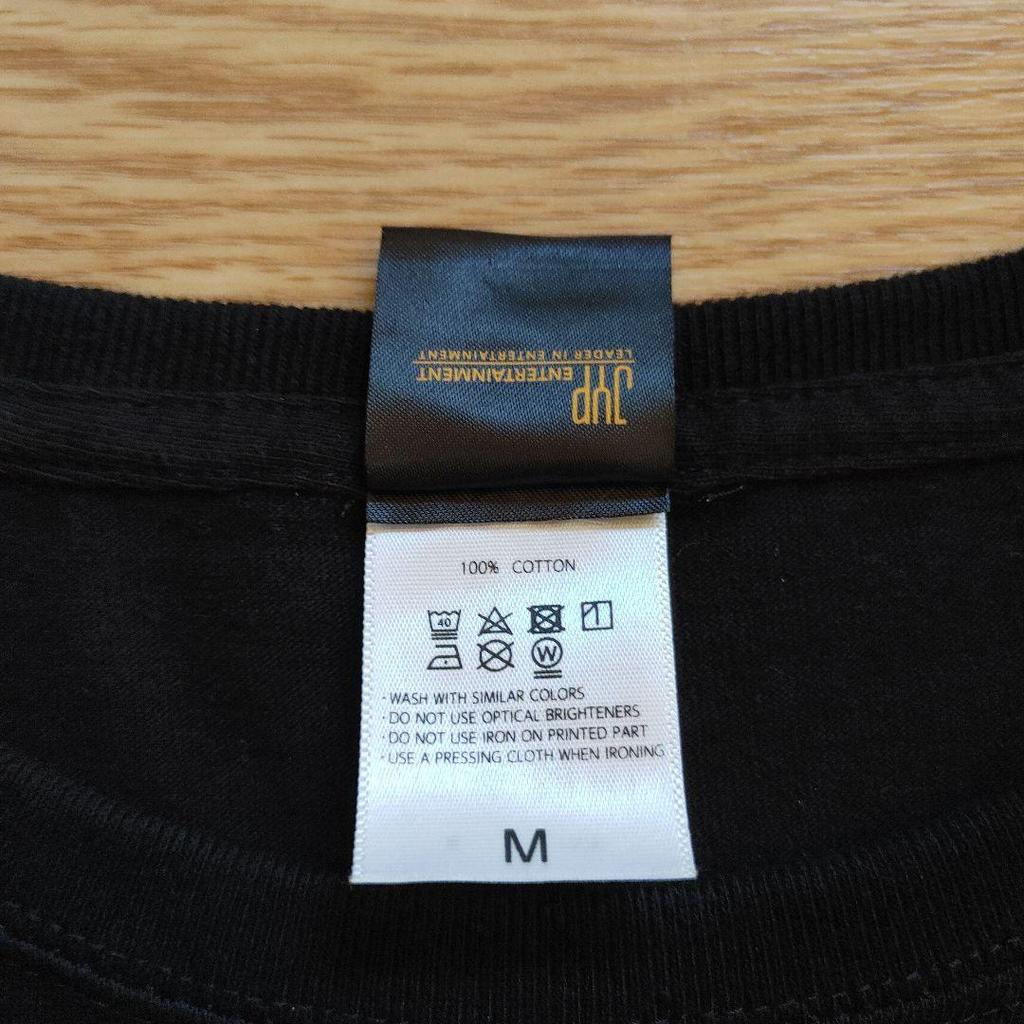 JYP
ENTERTAINMENT
LEADER IN ENTERTAINMENT
100% COTTON
40
W
·WASH WITH SIMILAR COLORS
·DO NOT USE OPTICAL BRIGHTENERS
·DO NOT USE IRON ON PRINTED PART
·USE A PRESSING CLOTH WHEN IRONING
M